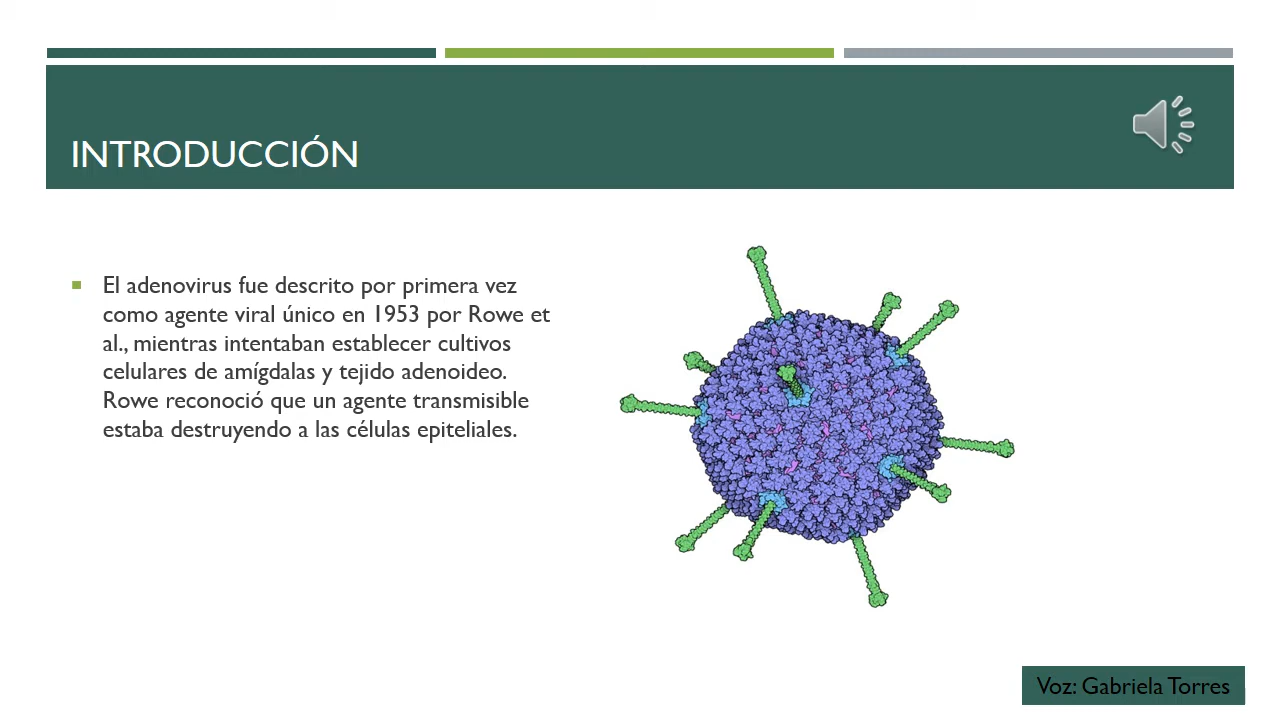 INTRODUCCIÓN
El adenovirus fue descrito por primera vez
como agente viral único en 1953 por Rowe et
al., mientras intentaban establecer cultivos
celulares de amígdalas y tejido adenoideo.
Rowe reconoció que un agente transmisible
estaba destruyendo a las células epiteliales.
Voz: Gabriela Torres